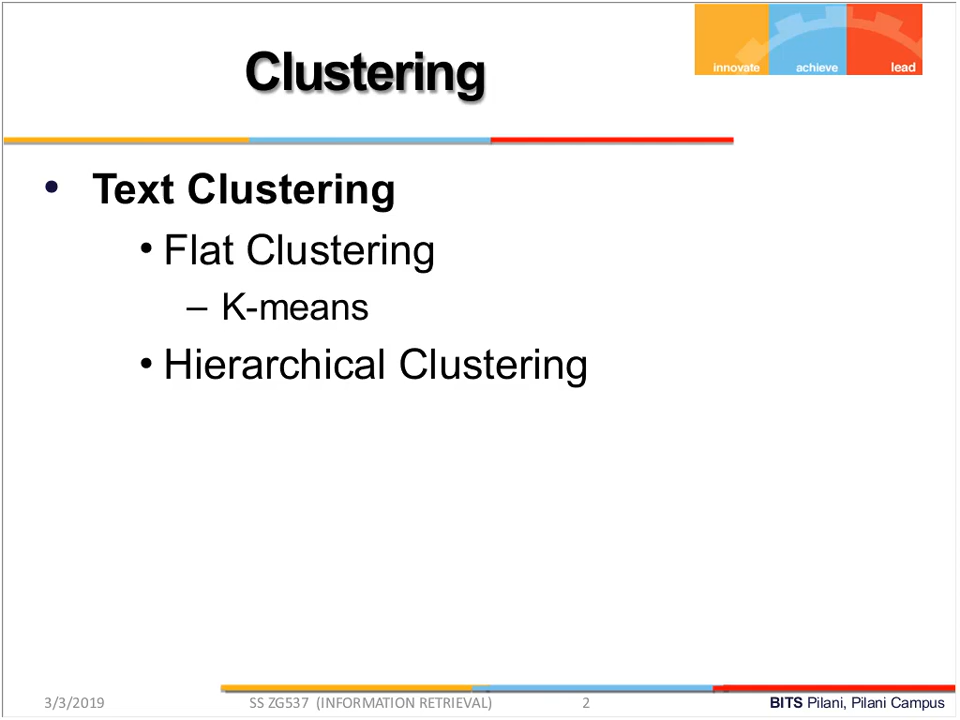 Clustering
innovate achieve lead
• Text Clustering
• Flat Clustering
– K-means
• Hierarchical Clustering
3/3/2019 SS ZG537 (INFORMATION RETRIEVAL) 2 BITS Pilani, Pilani Campus